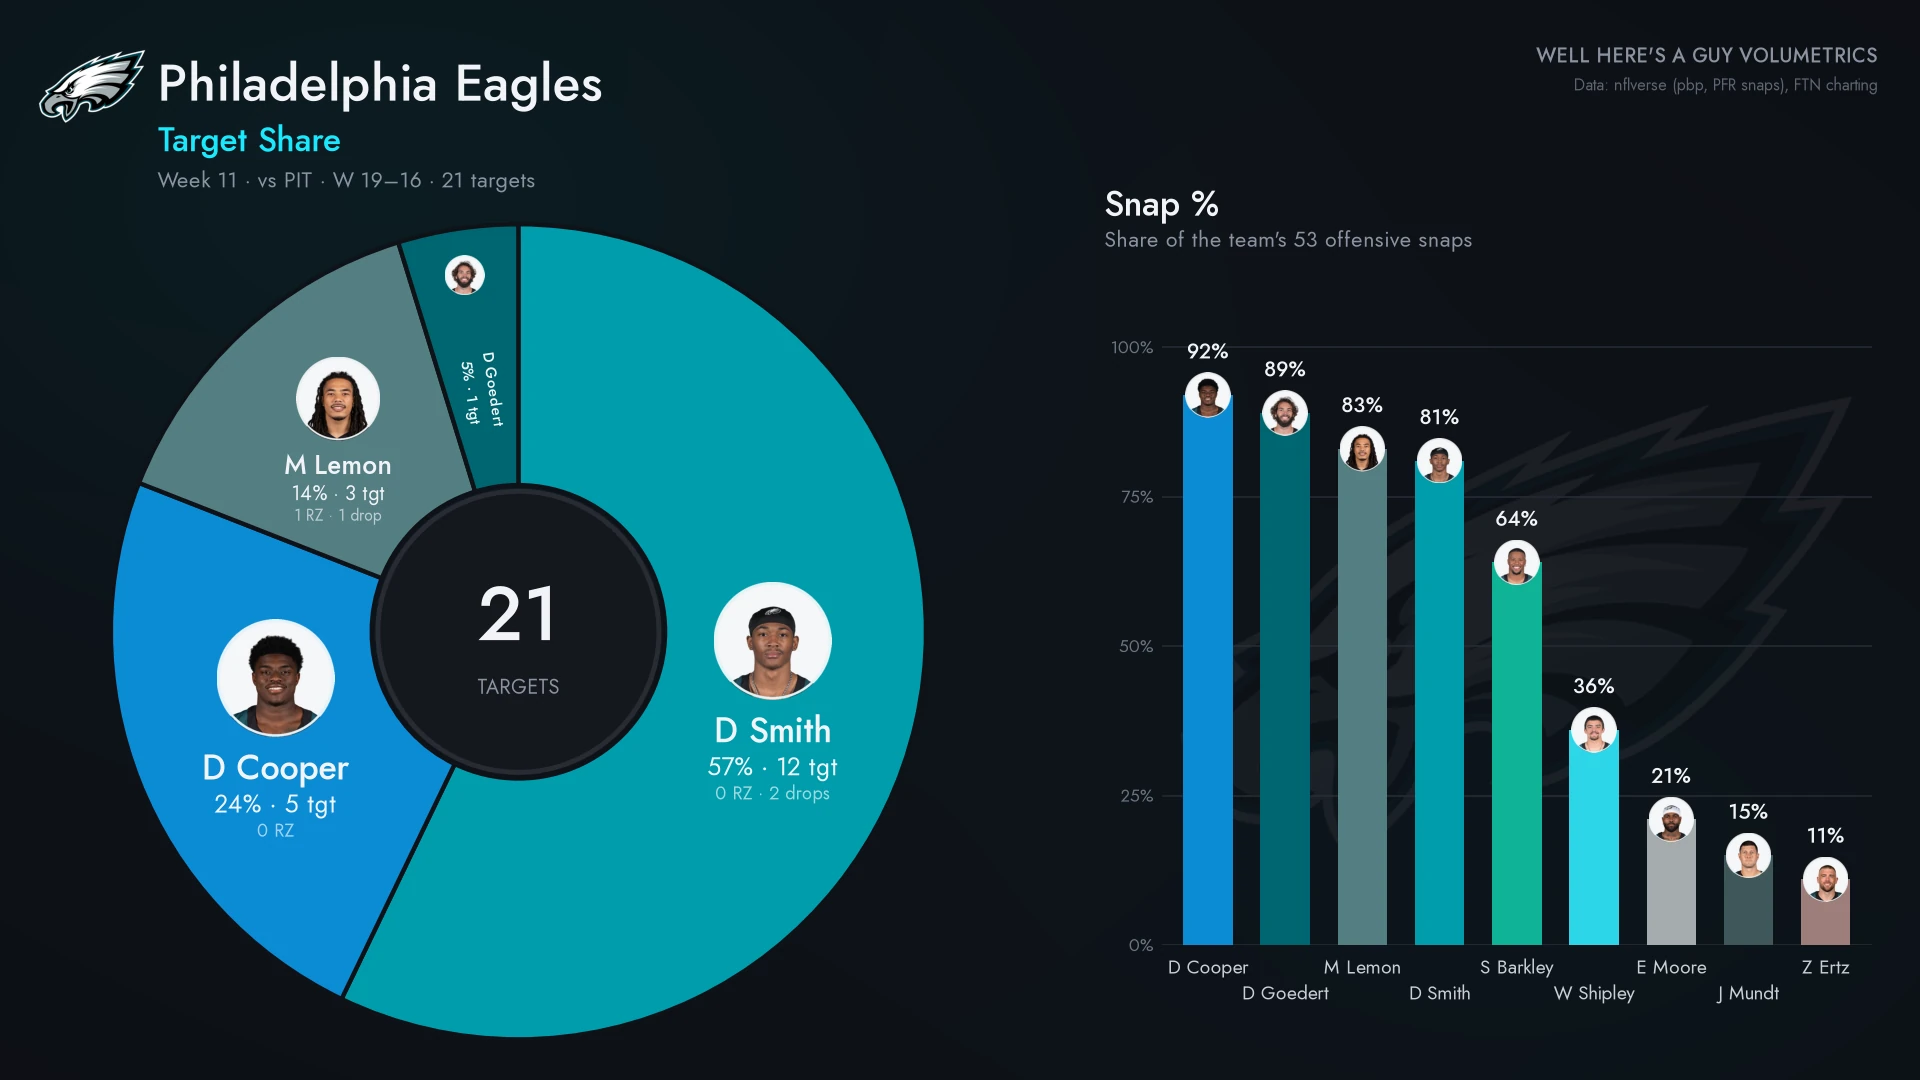 Philadelphia Eagles
Target Share
Week 11 · vs PIT · W 19–16 · 21 targets
WELL HERE'S A GUY VOLUMETRICS
Data: nflverse (pbp, PFR snaps), FTN charting
D Goedert
5% · 1 tgt
M Lemon
14% · 3 tgt
1 RZ · 1 drop
D Cooper
24% · 5 tgt
0 RZ
21
TARGETS
D Smith
57% · 12 tgt
0 RZ · 2 drops
Snap %
Share of the team's 53 offensive snaps
100%
75%
50%
25%
0%
92%
89%
83%
81%
64%
36%
21%
15%
11%
D Cooper
D Goedert
M Lemon
D Smith
S Barkley
W Shipley
E Moore
J Mundt
Z Ertz